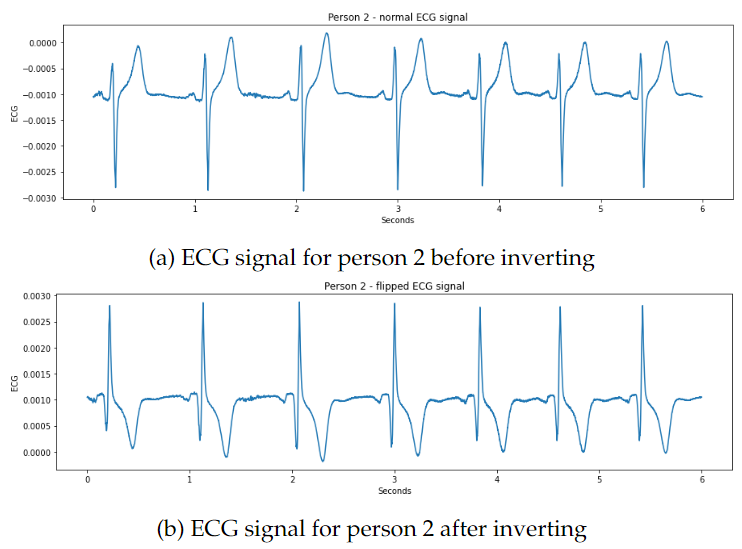 Person 2 - normal ECG signal
0.0000
−0.0005
−0.0010
−0.0015
−0.0020
−0.0025
−0.0030
ECG
0 1 2 3 4 5 6
Seconds
(a) ECG signal for person 2 before inverting
Person 2 - flipped ECG signal
0.0030
0.0025
0.0020
0.0015
0.0010
0.0005
0.0000
ECG
0 1 2 3 4 5 6
Seconds
(b) ECG signal for person 2 after inverting